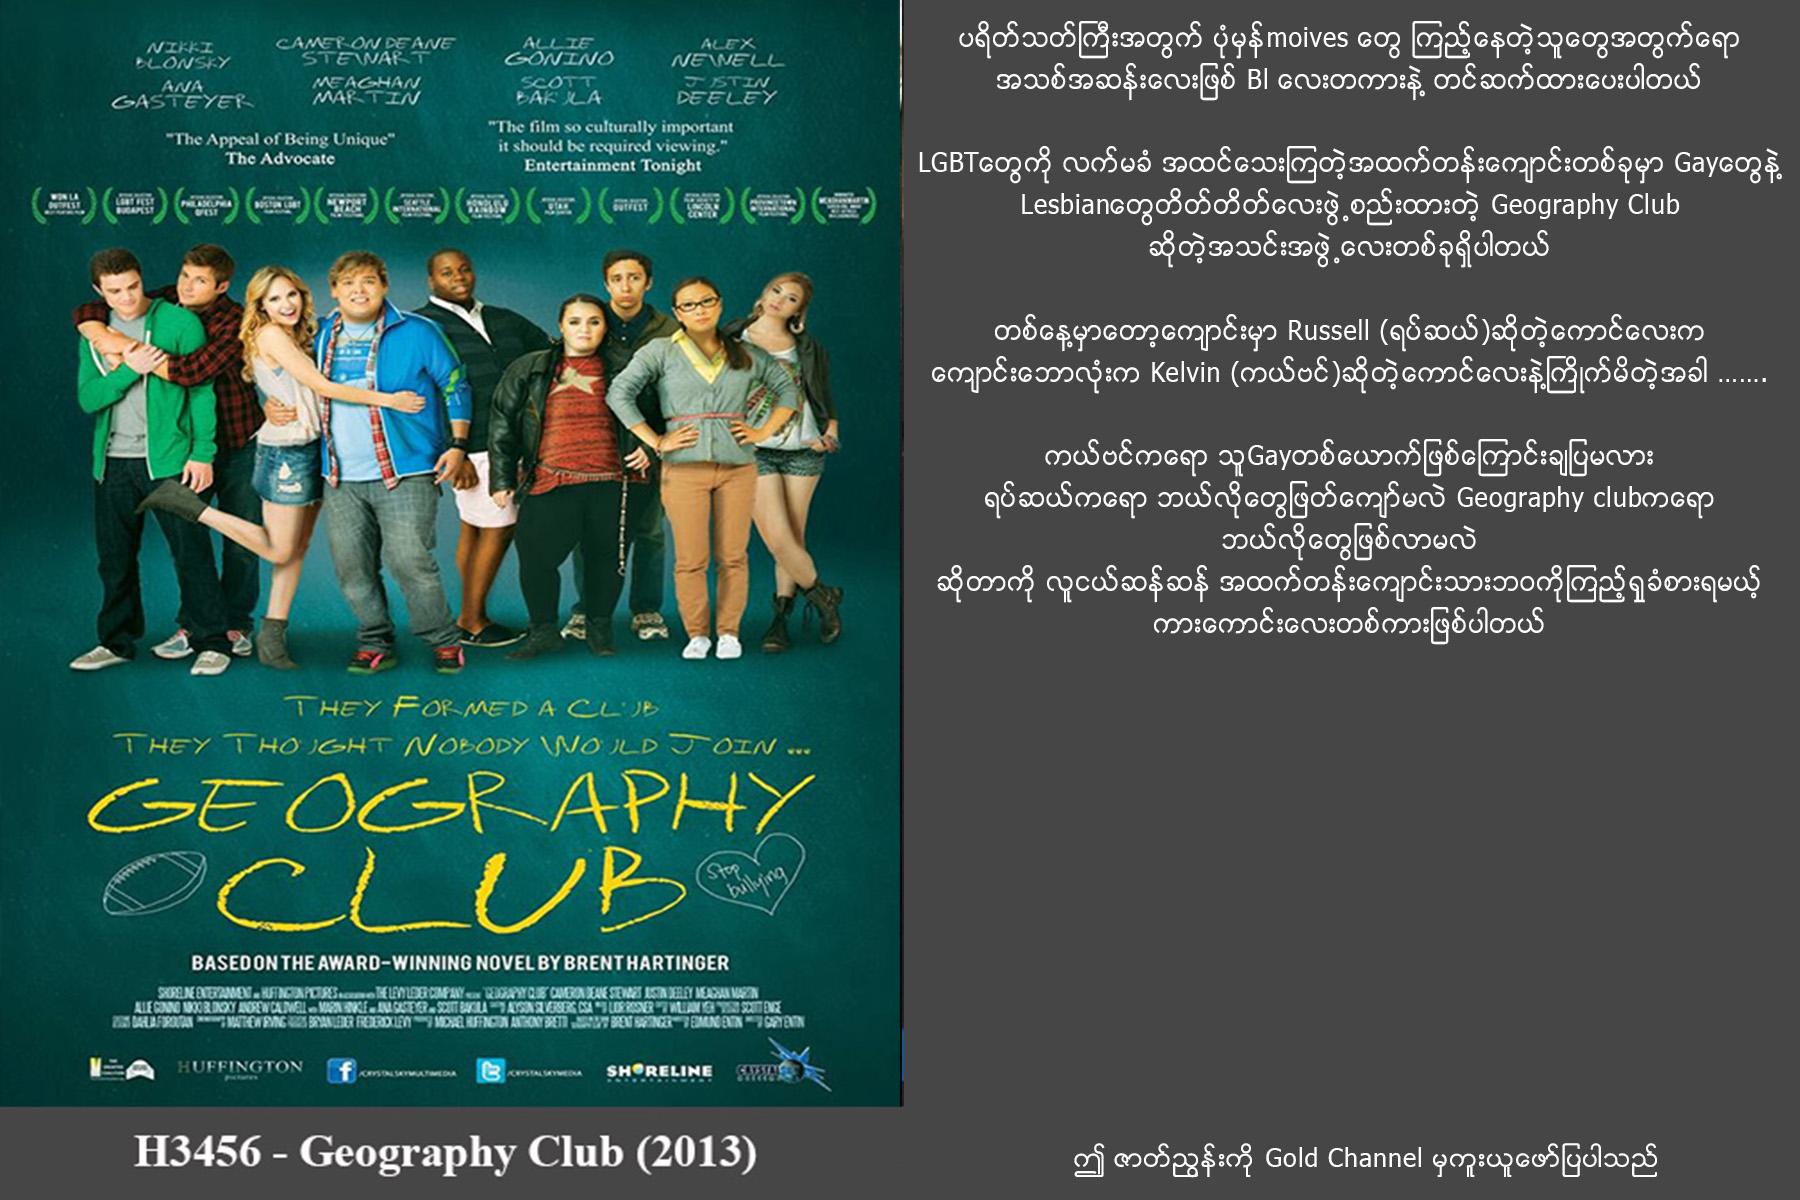 NIKKI BLONSKY
CAMERON DEANE STEWART
ALLIE GONINO
ALEX NEWELL
ANA GASTEYER
MEAGHAN MARTIN
SCOTT BAKULA
JUSTIN DEELEY
"The Appeal of Being Unique"
The Advocate
"The film so culturally important
it should be required viewing."
Entertainment Tonight
THEY FORMED A CLUB
THEY THOUGHT NOBODY WOULD JOIN ...
GEOGRAPHY
CLUB
Stop
bullying
BASED ON THE AWARD-WINNING NOVEL BY BRENT HARTINGER
HUFFINGTON
pictures
/CRYSTALSKYMULTIMEDIA
/CRYSTALSKYMEDIA
SHORELINE
ENTERTAINMENT
H3456 - Geography Club (2013)
ပရိတ်သတ်ကြီးအတွက် ပုံမှန်moives တွေ ကြည့်နေတဲ့သူတွေအတွက်ရော
အသစ်အဆန်းလေးဖြစ် Bl လေးတကားနဲ့ တင်ဆက်ထားပေးပါတယ်
LGBTတွေကို လက်မခံ အထင်သေးကြတဲ့အထက်တန်းကျောင်းတစ်ခုမှာ Gayတွေနဲ့
Lesbianတွေတိတ်တိတ်လေးဖွဲ့စည်းထားတဲ့ Geography Club
ဆိုတဲ့အသင်းအဖွဲ့လေးတစ်ခုရှိပါတယ်
တစ်နေ့မှာတော့ကျောင်းမှာ Russell (ရပ်ဆယ်)ဆိုတဲ့ကောင်လေးက
ကျောင်းဘောလုံးက Kelvin (ကယ်ဗင်)ဆိုတဲ့ကောင်လေးနဲ့ကြိုက်မိတဲ့အခါ .......
ကယ်ဗင်ကရော သူGayတစ်ယောက်ဖြစ်ကြောင်းချပြမလား
ရပ်ဆယ်ကရော ဘယ်လိုတွေဖြတ်ကျော်မလဲ Geography clubကရော
ဘယ်လိုတွေဖြစ်လာမလဲ
ဆိုတာကို လူငယ်ဆန်ဆန် အထက်တန်းကျောင်းသားဘဝကိုကြည့်ရှုခံစားရမယ့်
ကားကောင်းလေးတစ်ကားဖြစ်ပါတယ်
ဤ ဇာတ်ညွှန်းကို Gold Channel မှကူးယူဖော်ပြပါသည်